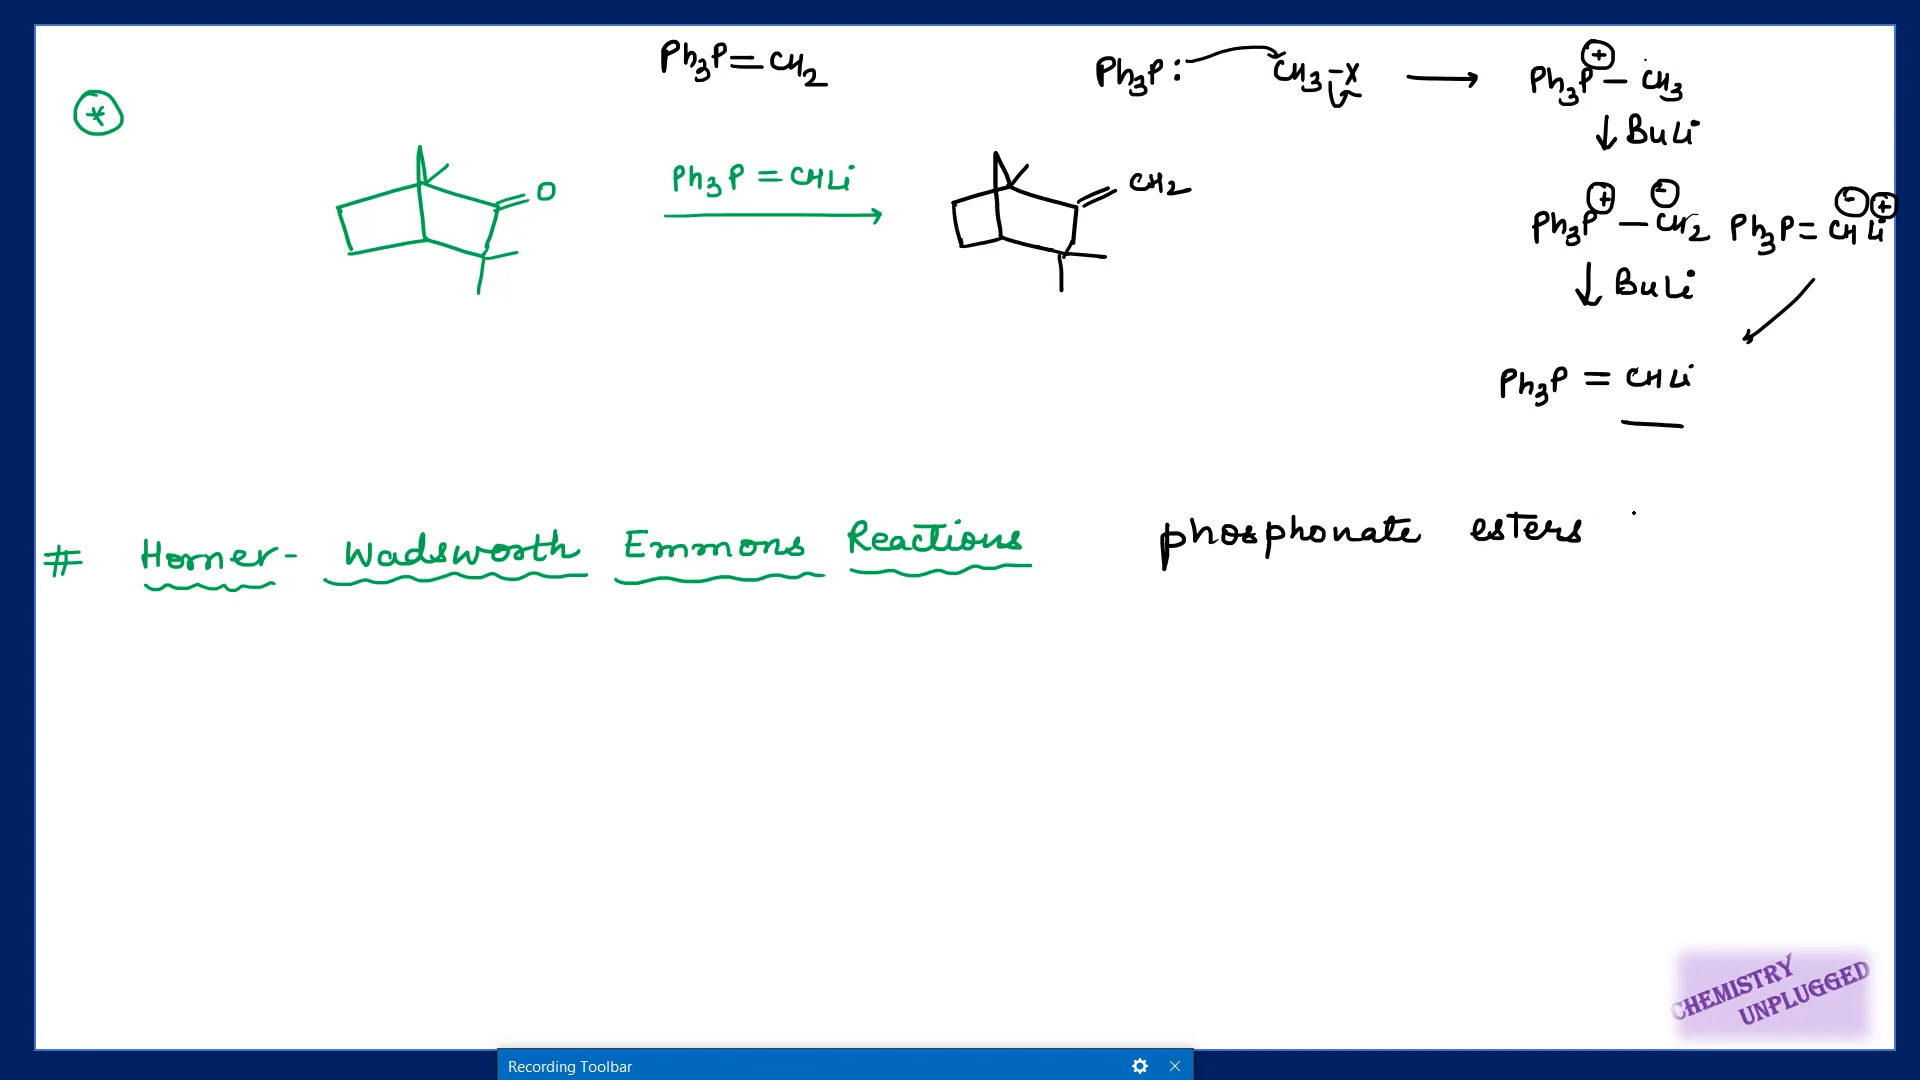 Ph3P=CH2
Ph3P: CH3-X → Ph3P⊕-CH3
*
↓ BuLi
O
Ph3P=CHLi
CH2
Ph3P⊕-CH2⊖ Ph3P=CH⊖Li⊕
↓ BuLi
Ph3P=CHLi
# Horner- Wadsworth Emmons Reactions phosphonate esters
CHEMISTRY
UNPLUGGED
Recording Toolbar